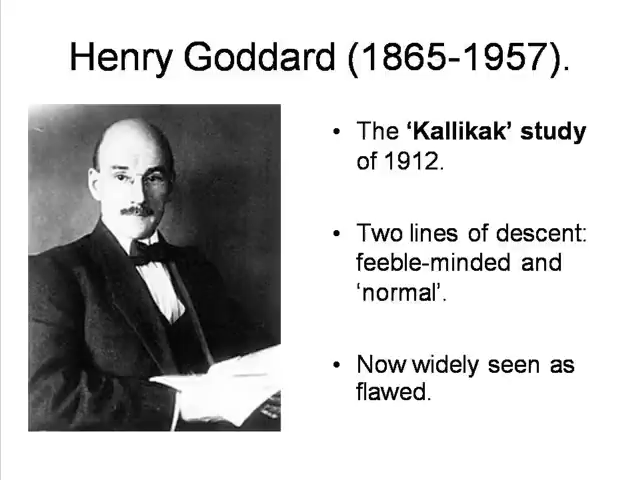 Henry Goddard (1865-1957).
• The ‘Kallikak’ study
of 1912.
• Two lines of descent:
feeble-minded and
‘normal’.
• Now widely seen as
flawed.